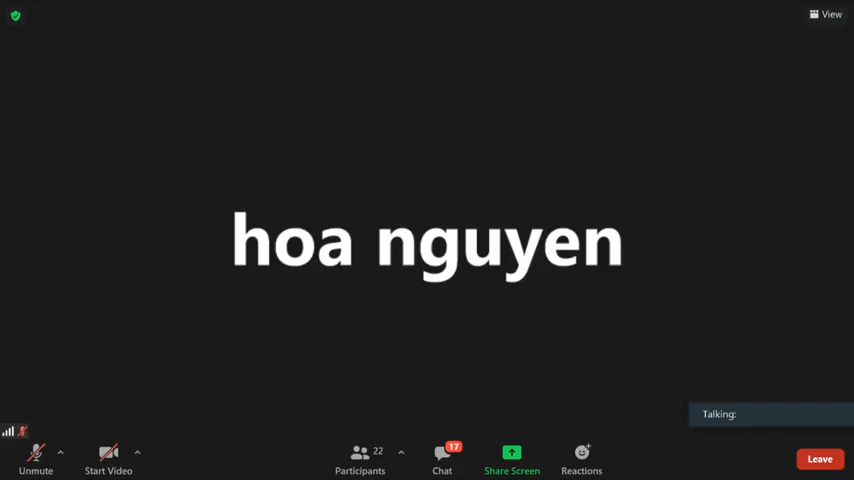 View
hoa nguyen
Talking:
Unmute
Start Video
22
Participants
17
Chat
Share Screen
Reactions
Leave